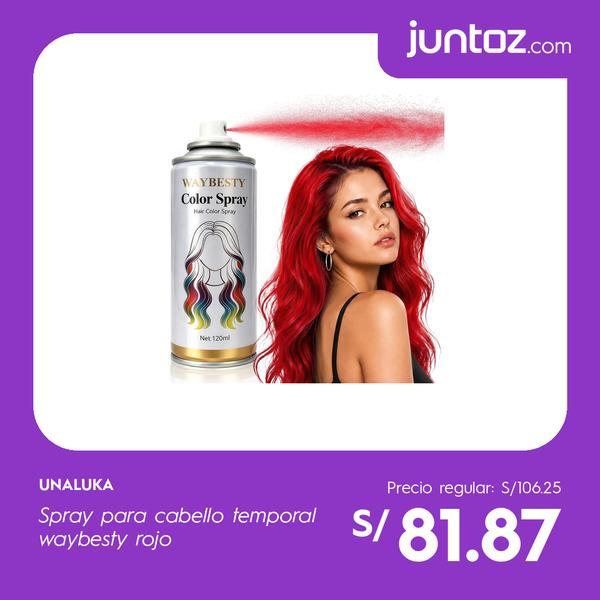 juntoz.com
WAYBESTY
Color Spray
Hair Color Spray
Net:120ml
UNALUKA
Spray para cabello temporal
waybesty rojo
Precio regular: S/106.25
S/ 81.87